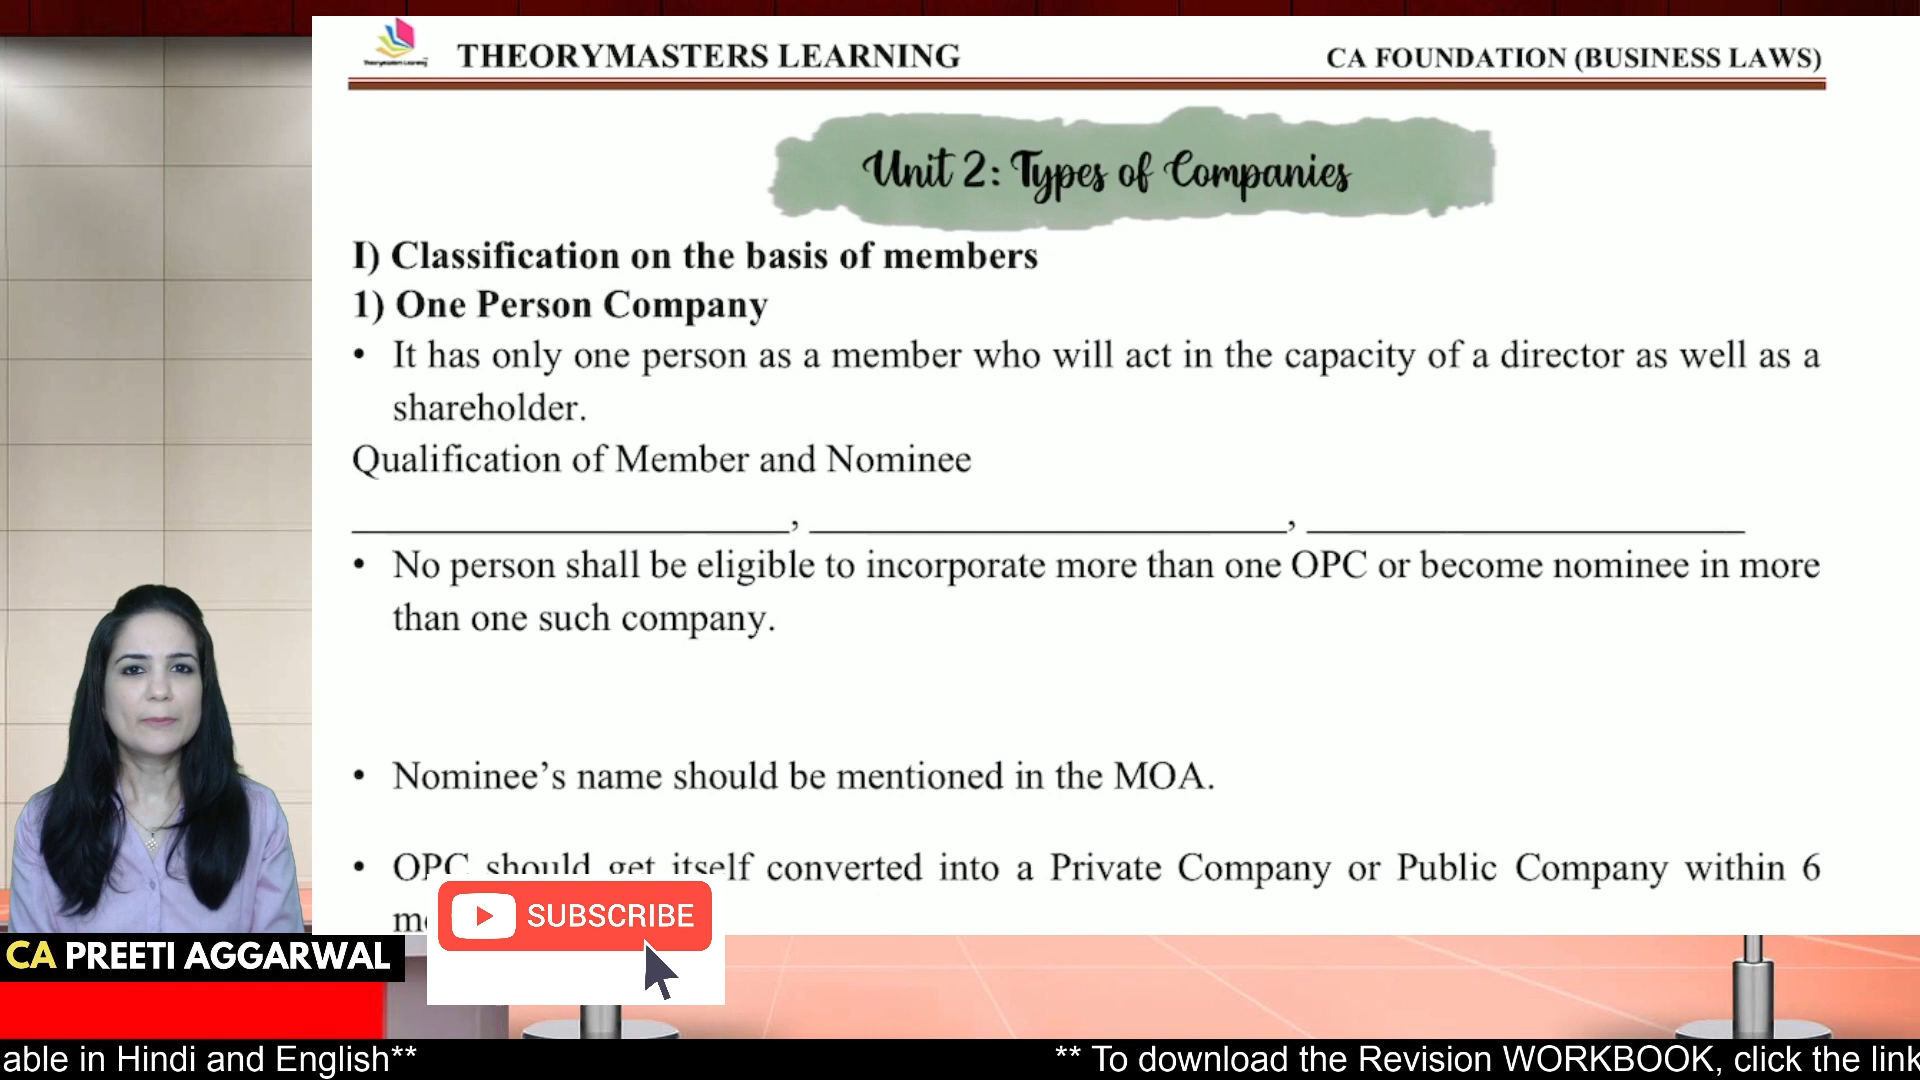 THEORYMASTERS LEARNING
CA FOUNDATION (BUSINESS LAWS)
Unit 2: Types of Companies
I) Classification on the basis of members
1) One Person Company
• It has only one person as a member who will act in the capacity of a director as well as a
shareholder.
Qualification of Member and Nominee
, ,
• No person shall be eligible to incorporate more than one OPC or become nominee in more
than one such company.
• Nominee’s name should be mentioned in the MOA.
• OPC should get itself converted into a Private Company or Public Company within 6
SUBSCRIBE
CA PREETI AGGARWAL
able in Hindi and English**
** To download the Revision WORKBOOK, click the link